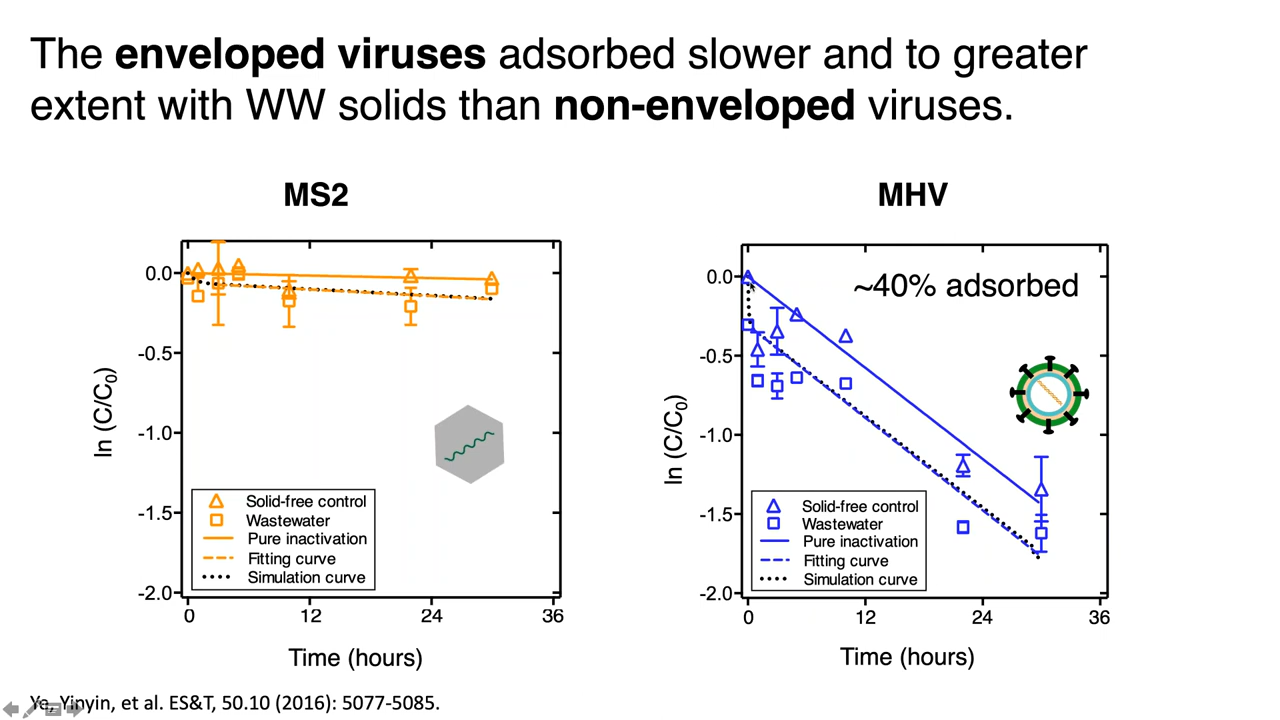 The enveloped viruses adsorbed slower and to greater
extent with WW solids than non-enveloped viruses.
MS2
0.0
-0.5
-1.0
-1.5
-2.0
ln (C/C0)
Solid-free control
Wastewater
Pure inactivation
Fitting curve
Simulation curve
0 12 24 36
Time (hours)
MHV
~40% adsorbed
0.0
-0.5
-1.0
-1.5
-2.0
ln (C/C0)
Solid-free control
Wastewater
Pure inactivation
Fitting curve
Simulation curve
0 12 24 36
Time (hours)
Ye, Yinyin, et al. ES&T, 50.10 (2016): 5077-5085.